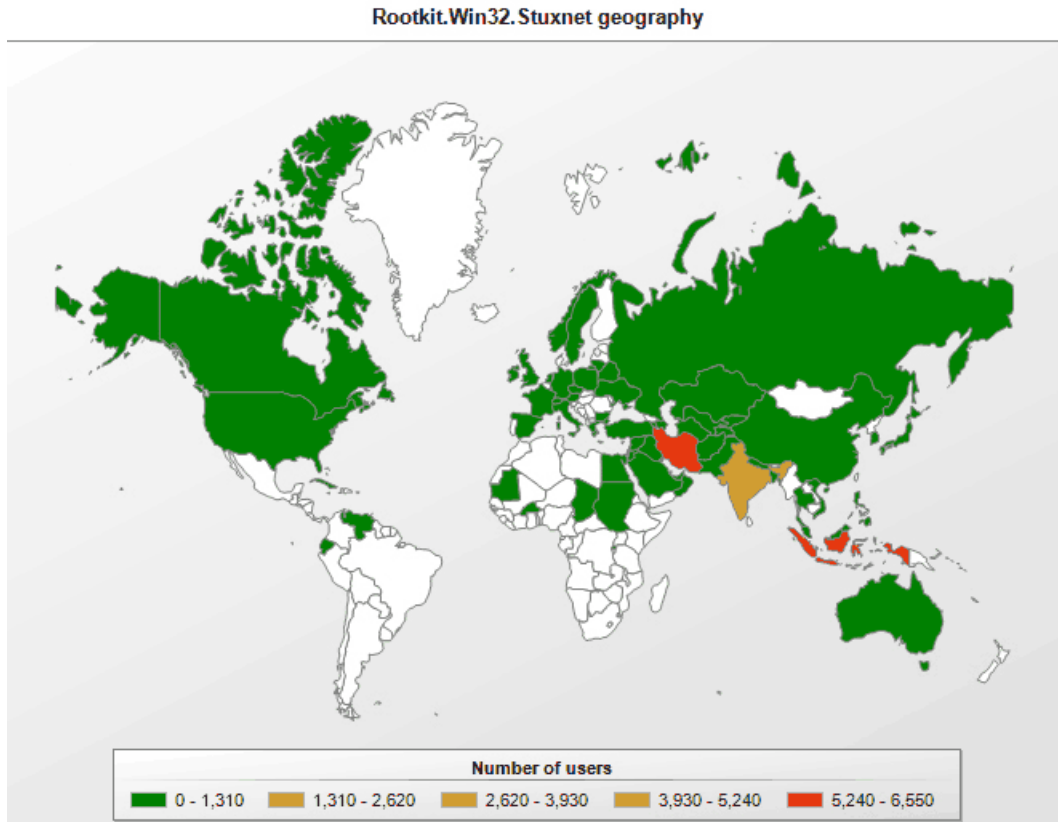 Rootkit.Win32.Stuxnet geography
Number of users
0 - 1,310 1,310 - 2,620 2,620 - 3,930 3,930 - 5,240 5,240 - 6,550